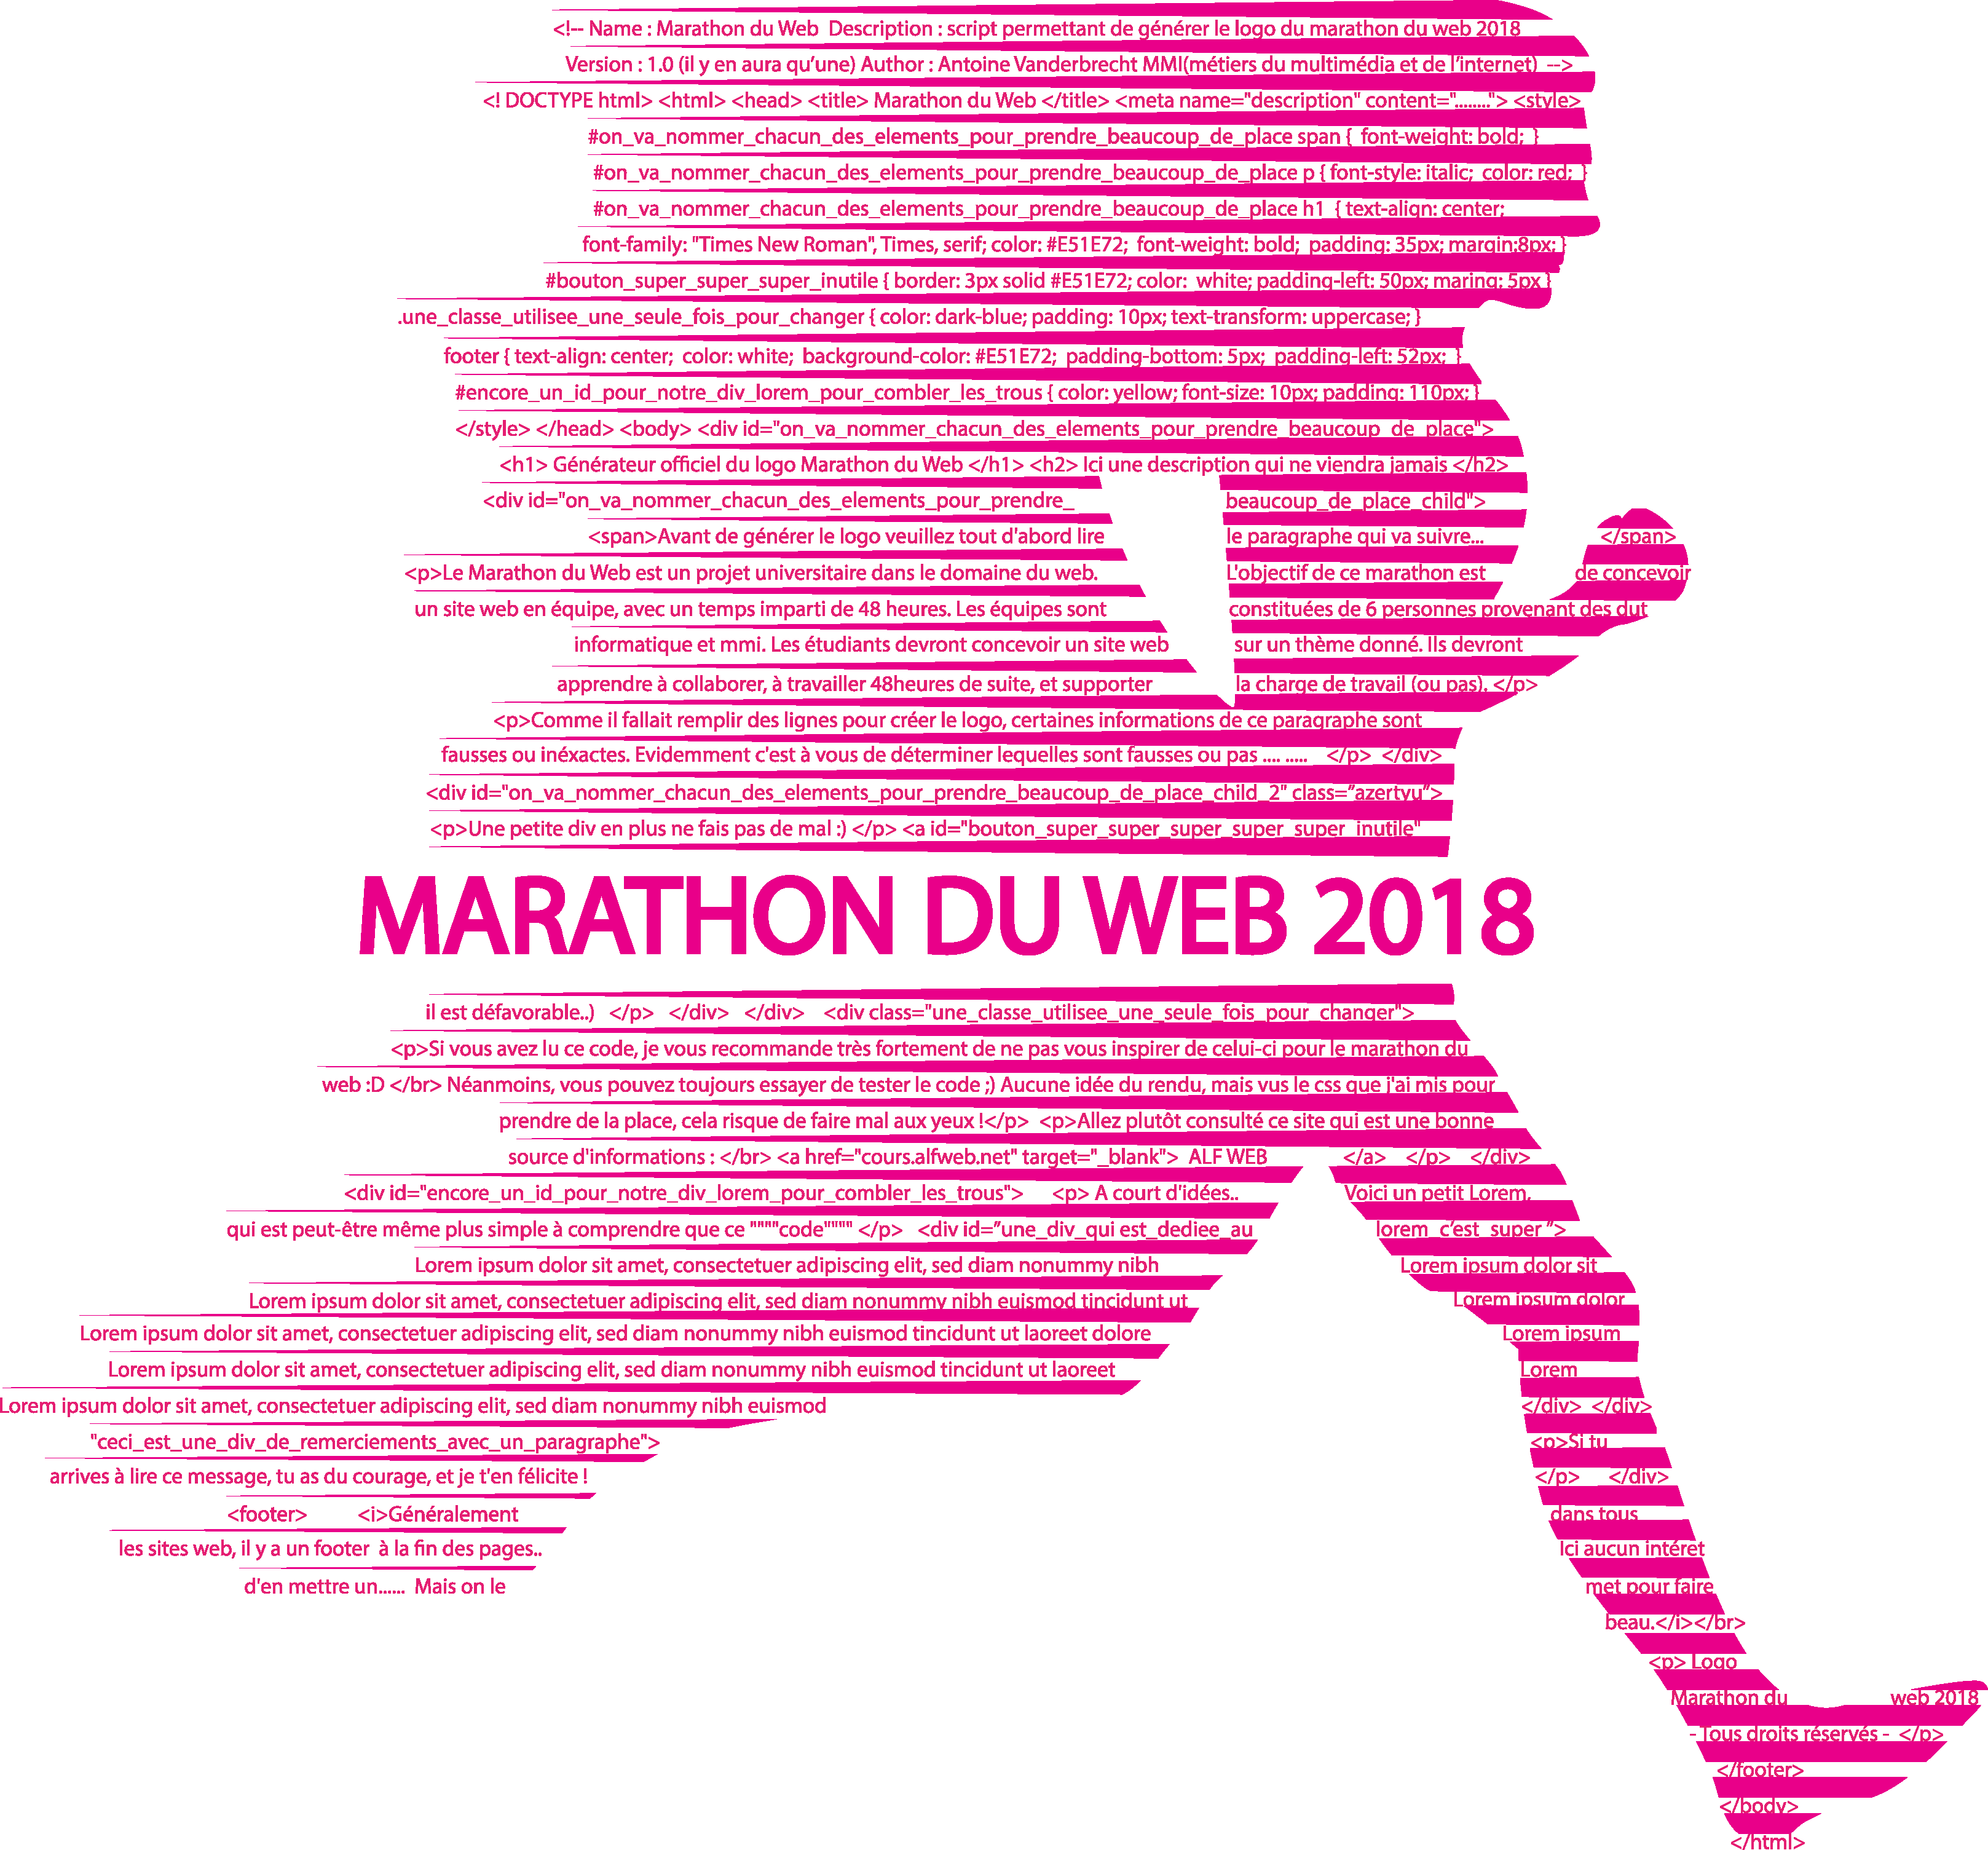 <!-- Name : Marathon du Web  Description : script permettant de générer le logo du marathon du web 2018
Version : 1.0 (il y en aura qu’une) Author : Antoine Vanderbrecht MMI(métiers du multimédia et de l’internet)  -->
<! DOCTYPE html> <html> <head> <title> Marathon du Web </title> <meta name="description" content="........"> <style>
#on_va_nommer_chacun_des_elements_pour_prendre_beaucoup_de_place span {  font-weight: bold;  }
#on_va_nommer_chacun_des_elements_pour_prendre_beaucoup_de_place p { font-style: italic;  color: red;  }
#on_va_nommer_chacun_des_elements_pour_prendre_beaucoup_de_place h1  { text-align: center;
font-family: "Times New Roman", Times, serif; color: #E51E72;  font-weight: bold;  padding: 35px; margin:8px; }
#bouton_super_super_super_inutile { border: 3px solid #E51E72; color:  white; padding-left: 50px; maring: 5px }
.une_classe_utilisee_une_seule_fois_pour_changer { color: dark-blue; padding: 10px; text-transform: uppercase; }
footer { text-align: center;  color: white;  background-color: #E51E72;  padding-bottom: 5px;  padding-left: 52px;  }
#encore_un_id_pour_notre_div_lorem_pour_combler_les_trous { color: yellow; font-size: 10px; padding: 110px; }
</style> </head> <body> <div id="on_va_nommer_chacun_des_elements_pour_prendre_beaucoup_de_place">
<h1> Générateur officiel du logo Marathon du Web </h1> <h2> Ici une description qui ne viendra jamais </h2>
<div id="on_va_nommer_chacun_des_elements_pour_prendre_ beaucoup_de_place_child">
<span>Avant de générer le logo veuillez tout d'abord lire le paragraphe qui va suivre... </span>
<p>Le Marathon du Web est un projet universitaire dans le domaine du web. L'objectif de ce marathon est de concevoir
un site web en équipe, avec un temps imparti de 48 heures. Les équipes sont constituées de 6 personnes provenant des dut
informatique et mmi. Les étudiants devront concevoir un site web sur un thème donné. Ils devront
apprendre à collaborer, à travailler 48heures de suite, et supporter la charge de travail (ou pas). </p>
<p>Comme il fallait remplir des lignes pour créer le logo, certaines informations de ce paragraphe sont
fausses ou inéxactes. Evidemment c'est à vous de déterminer lequelles sont fausses ou pas .... .....    </p>  </div>
<div id="on_va_nommer_chacun_des_elements_pour_prendre_beaucoup_de_place_child_2" class="azertyu">
<p>Une petite div en plus ne fais pas de mal :) </p> <a id="bouton_super_super_super_super_super_inutile"
MARATHON DU WEB 2018
il est défavorable..)   </p>   </div>   </div>    <div class="une_classe_utilisee_une_seule_fois_pour_changer">
<p>Si vous avez lu ce code, je vous recommande très fortement de ne pas vous inspirer de celui-ci pour le marathon du
web :D </br> Néanmoins, vous pouvez toujours essayer de tester le code ;) Aucune idée du rendu, mais vus le css que j'ai mis pour
prendre de la place, cela risque de faire mal aux yeux !</p>  <p>Allez plutôt consulté ce site qui est une bonne
source d'informations : </br> <a href="cours.alfweb.net" target="_blank">  ALF WEB </a>    </p>    </div>
<div id="encore_un_id_pour_notre_div_lorem_pour_combler_les_trous">      <p> A court d'idées.. Voici un petit Lorem,
qui est peut-être même plus simple à comprendre que ce """"code"""" </p>   <div id=”une_div_qui est_dediee_au lorem_c’est_super ”>
Lorem ipsum dolor sit amet, consectetuer adipiscing elit, sed diam nonummy nibh Lorem ipsum dolor sit
Lorem ipsum dolor sit amet, consectetuer adipiscing elit, sed diam nonummy nibh euismod tincidunt ut Lorem ipsum dolor
Lorem ipsum dolor sit amet, consectetuer adipiscing elit, sed diam nonummy nibh euismod tincidunt ut laoreet dolore Lorem ipsum
Lorem ipsum dolor sit amet, consectetuer adipiscing elit, sed diam nonummy nibh euismod tincidunt ut laoreet Lorem
Lorem ipsum dolor sit amet, consectetuer adipiscing elit, sed diam nonummy nibh euismod </div>  </div>
"ceci_est_une_div_de_remerciements_avec_un_paragraphe"> <p>Si tu
arrives à lire ce message, tu as du courage, et je t'en félicite ! </p>      </div>
<footer>          <i>Généralement dans tous
les sites web, il y a un footer  à la fin des pages.. Ici aucun intéret
d'en mettre un......  Mais on le met pour faire
beau.</i></br>
<p> Logo
Marathon du web 2018
- Tous droits réservés -  </p>
</footer>
</body>
</html>